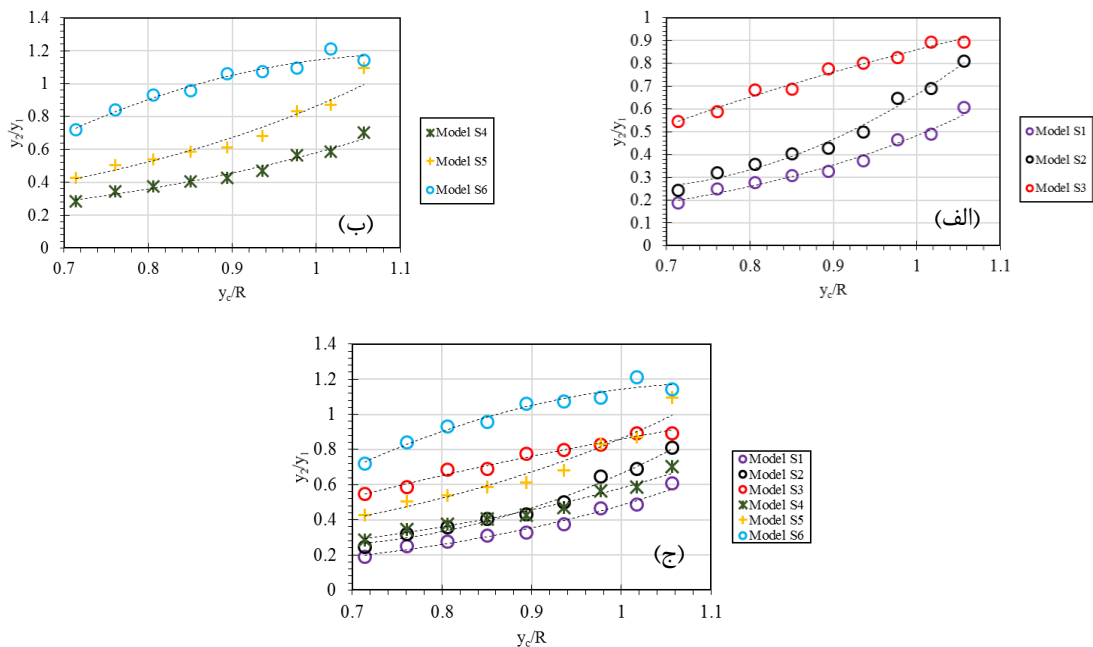 1.4
1.2
1
0.8
0.6
0.4
0.2
0
y2/y1
0.7 0.8 0.9 1 1.1
yc/R
(ب)
Model S4
Model S5
Model S6
1
0.9
0.8
0.7
0.6
0.5
0.4
0.3
0.2
0.1
0
y2/y1
0.7 0.8 0.9 1 1.1
yc/R
(الف)
Model S1
Model S2
Model S3
1.4
1.2
1
0.8
0.6
0.4
0.2
0
y2/y1
0.7 0.8 0.9 1 1.1
yc/R
(ج)
Model S1
Model S2
Model S3
Model S4
Model S5
Model S6